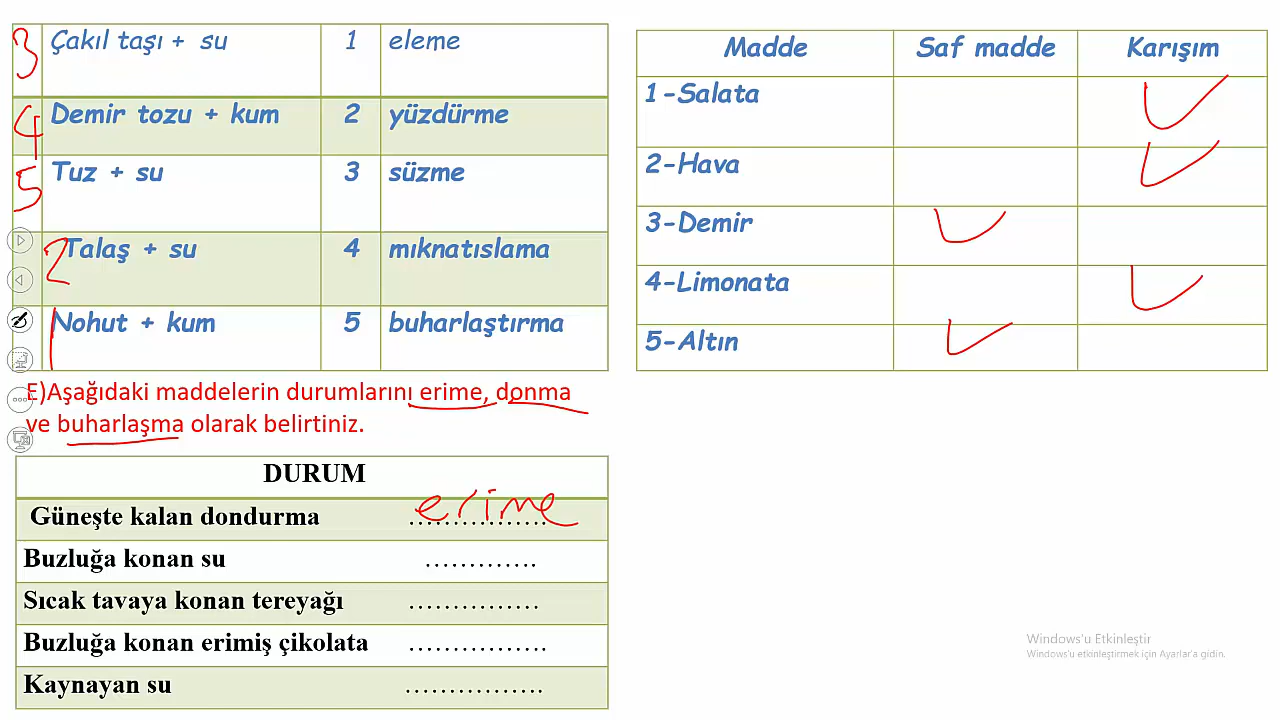 3 Çakıl taşı + su 1 eleme
4 Demir tozu + kum 2 yüzdürme
5 Tuz + su 3 süzme
2 Talaş + su 4 mıknatıslama
1 Nohut + kum 5 buharlaştırma
E)Aşağıdaki maddelerin durumlarını erime, donma
ve buharlaşma olarak belirtiniz.
DURUM
Güneşte kalan dondurma ……………. erime
Buzluğa konan su ………….
Sıcak tavaya konan tereyağı ……………
Buzluğa konan erimiş çikolata …………….
Kaynayan su …………….
Madde Saf madde Karışım
1-Salata
2-Hava
3-Demir
4-Limonata
5-Altın
Windows'u Etkinleştir
Windows'u etkinleştirmek için Ayarlar'a gidin.